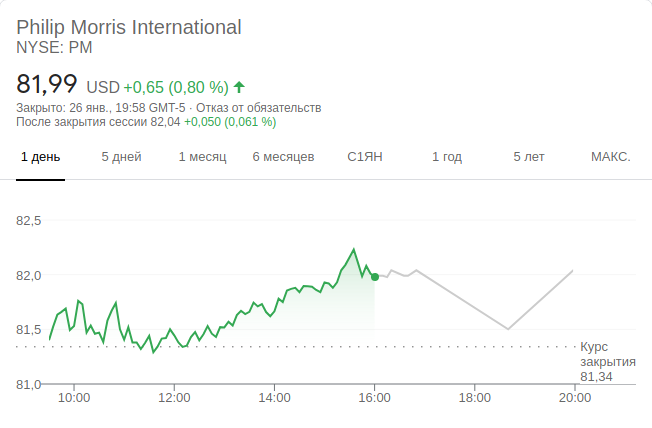 Philip Morris International
NYSE: PM
81,99 USD +0,65 (0,80 %)
Закрыто: 26 янв., 19:58 GMT-5 · Отказ от обязательств
После закрытия сессии 82,04 +0,050 (0,061 %)
1 день 5 дней 1 месяц 6 месяцев С1ЯН 1 год 5 лет МАКС.
82,5
82,0
81,5
Курс
закрытия
81,34
81,0
10:00 12:00 14:00 16:00 18:00 20:00